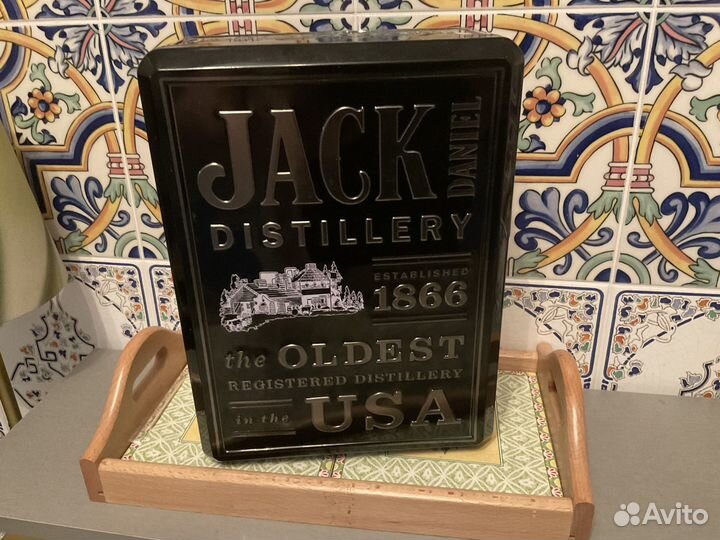 JACK DANIEL
DISTILLERY
ESTABLISHED
1866
the OLDEST
REGISTERED DISTILLERY
in the USA
Avito